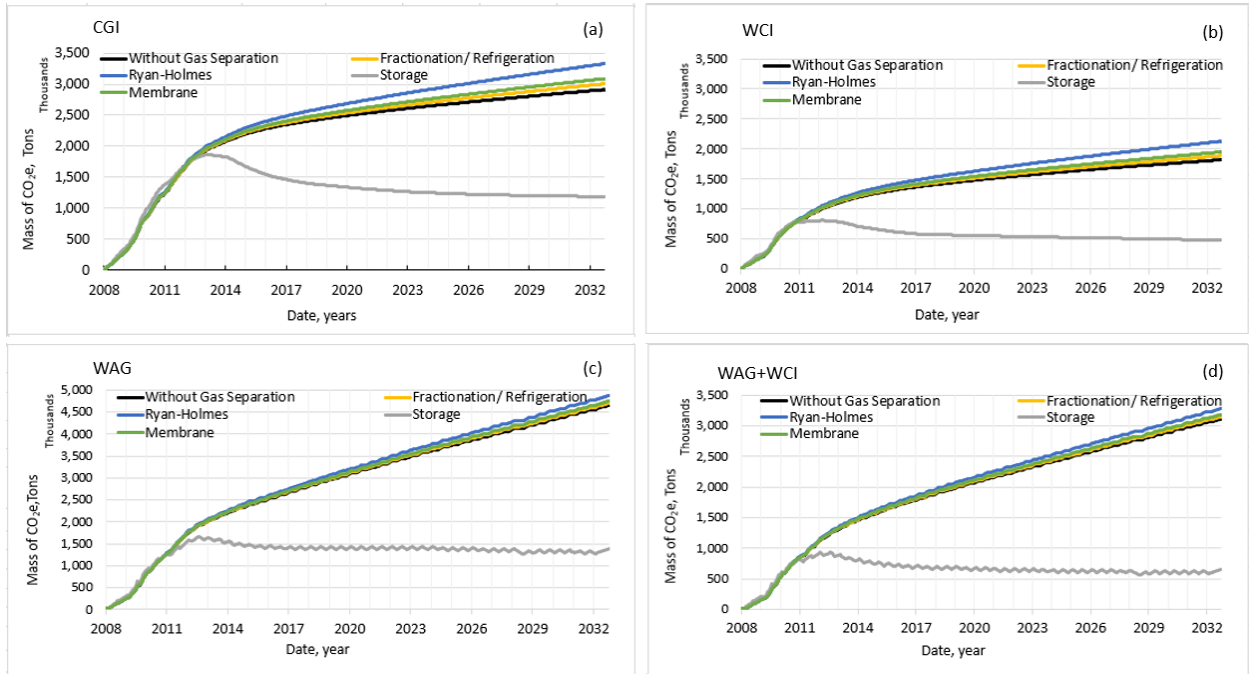 CGI (a)
Without Gas Separation Fractionation/ Refrigeration
Ryan-Holmes Storage
Membrane
Thousands
Mass of CO₂e, Tons
3,500
3,000
2,500
2,000
1,500
1,000
500
0
2008 2011 2014 2017 2020 2023 2026 2029 2032
Date, years
WCI (b)
Without Gas Separation Fractionation/ Refrigeration
Ryan-Holmes Storage
Membrane
Thousands
Mass of CO₂e, Tons
3,500
3,000
2,500
2,000
1,500
1,000
500
0
2008 2011 2014 2017 2020 2023 2026 2029 2032
Date, year
WAG (c)
Without Gas Separation Fractionation/ Refrigeration
Ryan-Holmes Storage
Membrane
Thousands
Mass of CO₂e,Tons
5,000
4,500
4,000
3,500
3,000
2,500
2,000
1,500
1,000
500
0
2008 2011 2014 2017 2020 2023 2026 2029 2032
Date, year
WAG+WCI (d)
Without Gas Separation Fractionation/ Refrigeration
Ryan-Holmes Storage
Membrane
Thousands
Mass of CO₂e, Tons
3,500
3,000
2,500
2,000
1,500
1,000
500
0
2008 2011 2014 2017 2020 2023 2026 2029 2032
Date, year